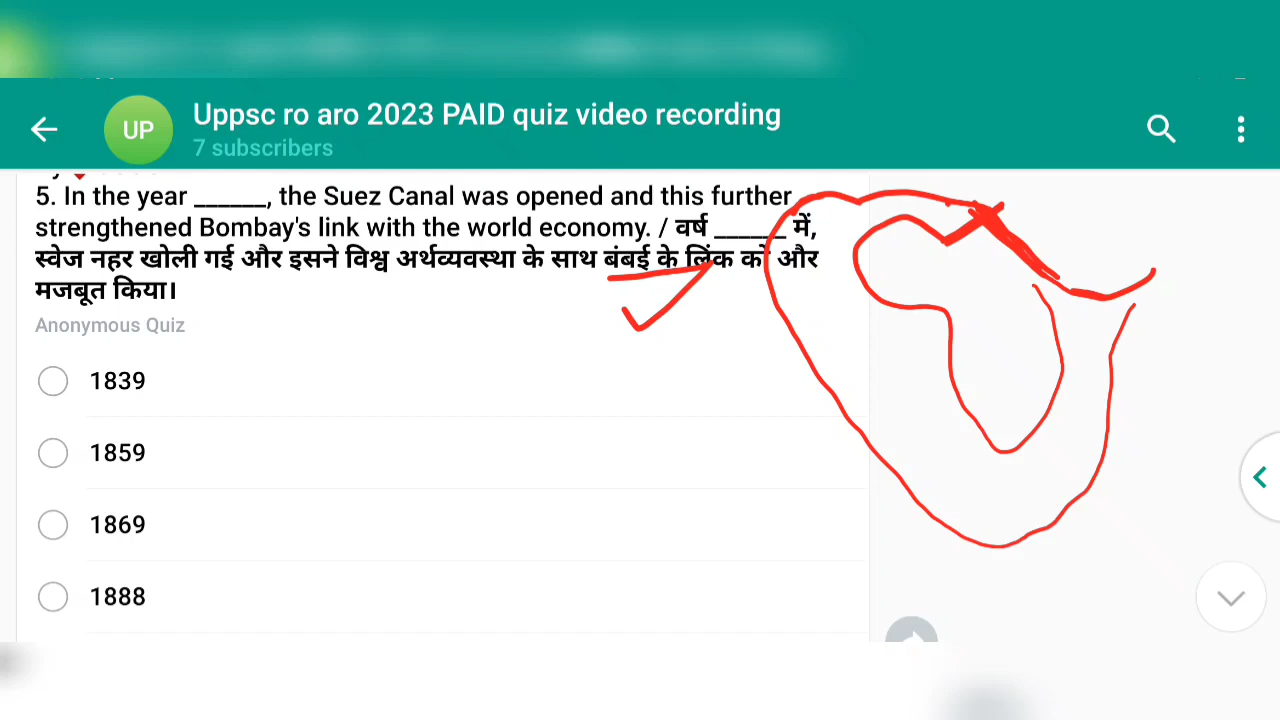 UP
Uppsc ro aro 2023 PAID quiz video recording
7 subscribers
5. In the year ______, the Suez Canal was opened and this further
strengthened Bombay's link with the world economy. / वर्ष ______ में,
स्वेज नहर खोली गई और इसने विश्व अर्थव्यवस्था के साथ बंबई के लिंक को और
मजबूत किया।
Anonymous Quiz
1839
1859
1869
1888